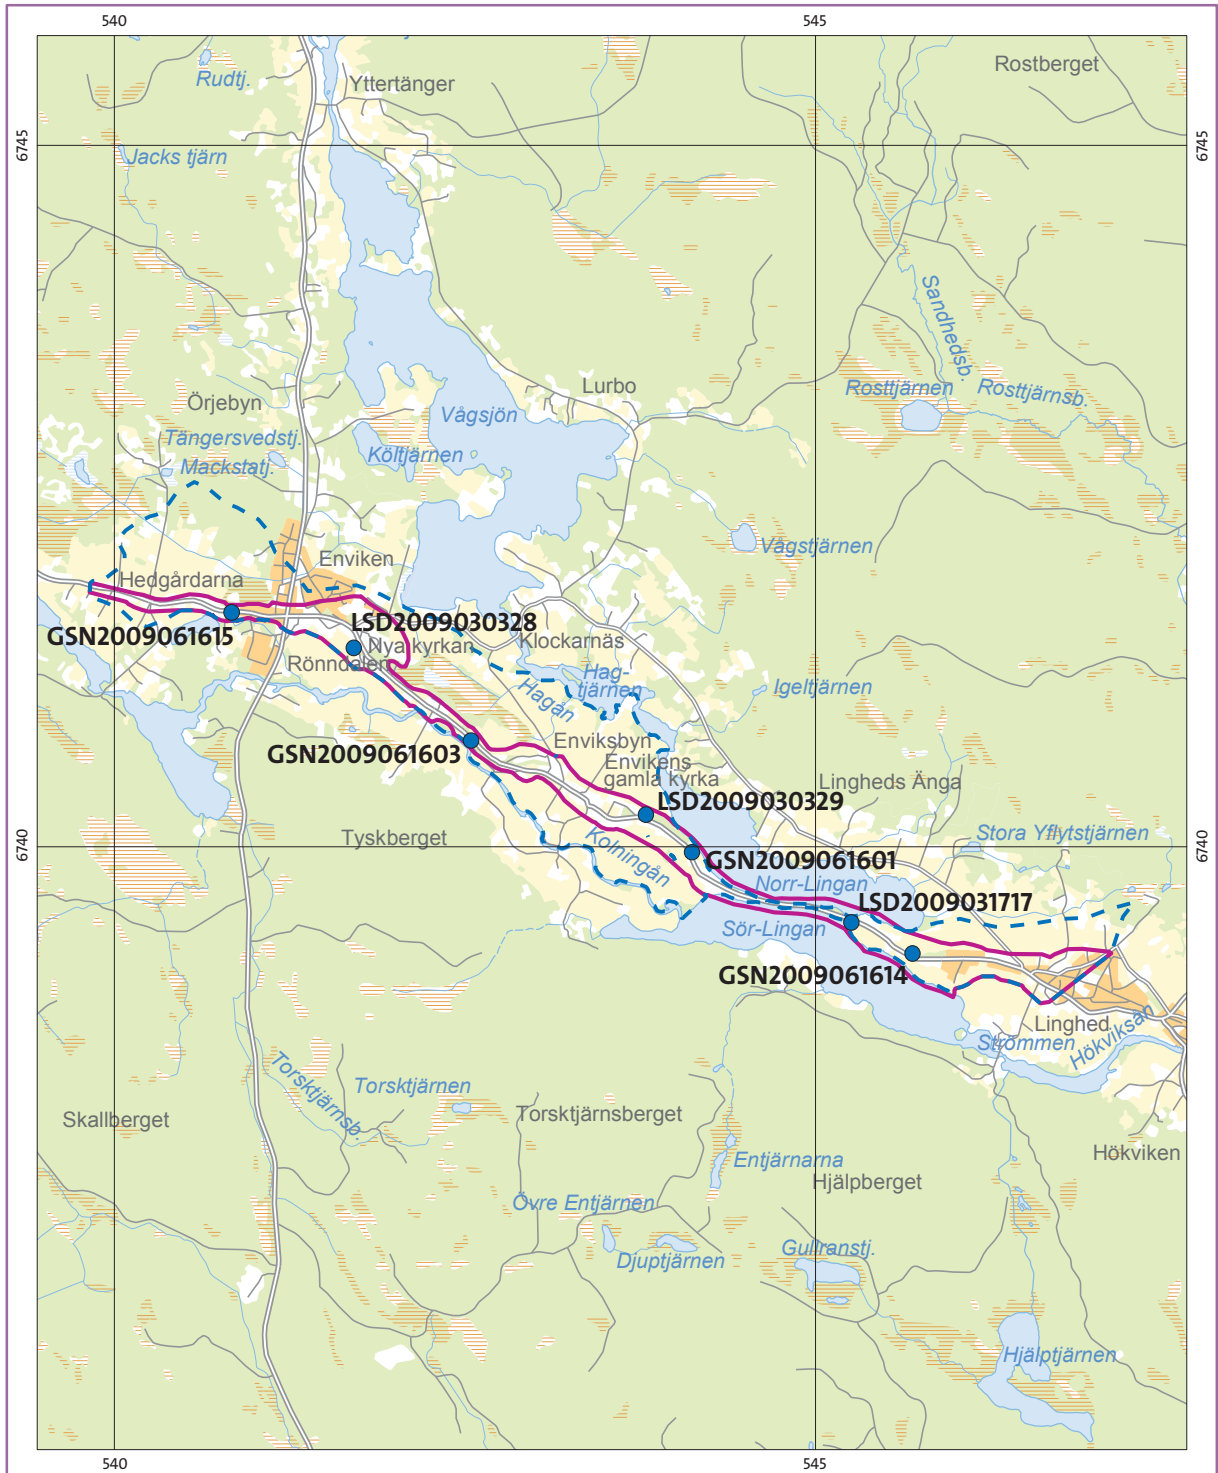 540
545
Rostberget
Rudtj.
Yttertänger
6745
6745
Jacks tjärn
Sandhedsb.
Lurbo
Rosttjärnen
Rosttjärnsb.
Örjebyn
Vågsjön
Tängersvedstj.
Költjärnen
Mackstatj.
Vågstjärnen
Enviken
Hedgårdarna
LSD2009030328
GSN2009061615
Nya kyrkan
Klockarnäs
Rönndalen
Hag-
tjärnen
Igeltjärnen
Hagån
Enviksbyn
GSN2009061603
Envikens
gamla kyrka
Lingheds Änga
LSD2009030329
Tyskberget
Stora Yflytstjärnen
6740
6740
Kolningån
GSN2009061601
Norr-Lingan
LSD2009031717
Sör-Lingan
GSN2009061614
Linghed
Strömmen
Hökviksån
Torsktjärnsb.
Torsktjärnen
Skallberget
Torsktjärnsberget
Hökviken
Entjärnarna
Hjälpberget
Övre Entjärnen
Gullranstj.
Djuptjärnen
Hjälptjärnen
540
545